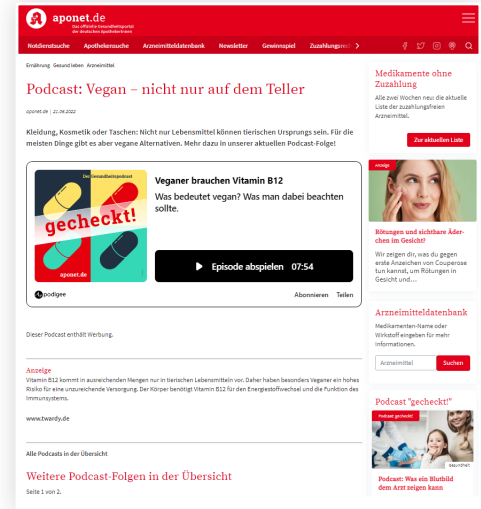 aponet.de
Das offizielle Gesundheitsportal
der deutschen ApothekerInnen
Notdienstsuche Apothekensuche Arzneimitteldatenbank Newsletter Gewinnspiel
Ernährung Gesund leben Arzneimittel
Podcast: Vegan – nicht nur auf dem Teller
aponet.de | 21.06.2022
Kleidung, Kosmetik oder Taschen: Nicht nur Lebensmittel können tierischen Ursprungs sein. Für die
meisten Dinge gibt es aber vegane Alternativen. Mehr dazu in unserer aktuellen Podcast-Folge!
Der Gesundheitspodcast
gecheckt!
aponet.de
Veganer brauchen Vitamin B12
Was bedeutet vegan? Was man dabei beachten
sollte.
Episode abspielen 07:54
podigee
Abonnieren Teilen
Dieser Podcast enthält Werbung.
Anzeige
Vitamin B12 kommt in ausreichenden Mengen nur in tierischen Lebensmitteln vor. Daher haben besonders Veganer ein hohes
Risiko für eine unzureichende Versorgung. Der Körper benötigt Vitamin B12 für den Energiestoffwechsel und die Funktion des
Immunsystems.
www.twardy.de
Alle Podcasts in der Übersicht
Weitere Podcast-Folgen in der Übersicht
Seite 1 von 2.
Medikamente ohne
Zuzahlung
Alle zwei Wochen neu: die aktuelle
Liste der zuzahlungsfreien
Arzneimittel.
Zur aktuellen Liste
Anzeige
Rötungen und sichtbare Äder-
chen im Gesicht?
Wir zeigen dir, was du gegen
erste Anzeichen von Couperose
tun kannst, um Rötungen in
Gesicht und...
Arzneimitteldatenbank
Medikamenten-Name oder
Wirkstoff eingeben für mehr
Informationen.
Arzneimittel
Suchen
Podcast "gecheckt!"
Podcast gecheckt!
Gesundheit
Podcast: Was ein Blutbild
dem Arzt zeigen kann